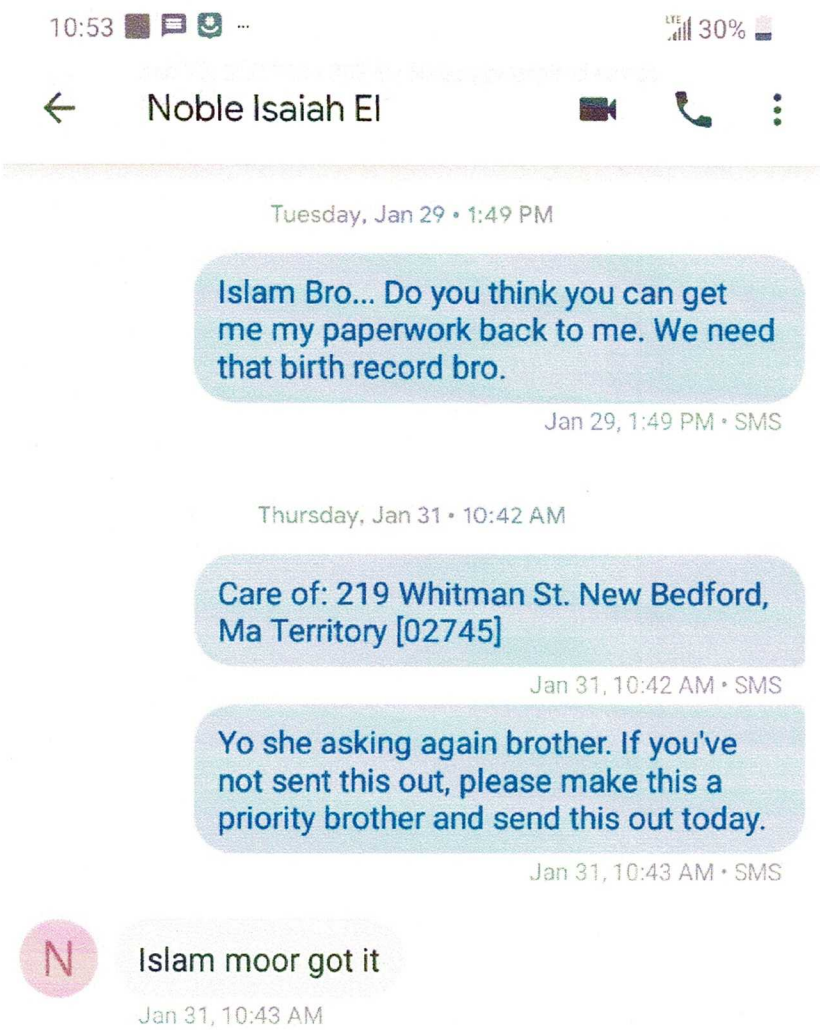 10:53
LTE 30%
Noble Isaiah El
Tuesday, Jan 29 • 1:49 PM
Islam Bro... Do you think you can get
me my paperwork back to me. We need
that birth record bro.
Jan 29, 1:49 PM • SMS
Thursday, Jan 31 • 10:42 AM
Care of: 219 Whitman St. New Bedford,
Ma Territory [02745]
Jan 31, 10:42 AM • SMS
Yo she asking again brother. If you've
not sent this out, please make this a
priority brother and send this out today.
Jan 31, 10:43 AM • SMS
N
Islam moor got it
Jan 31, 10:43 AM